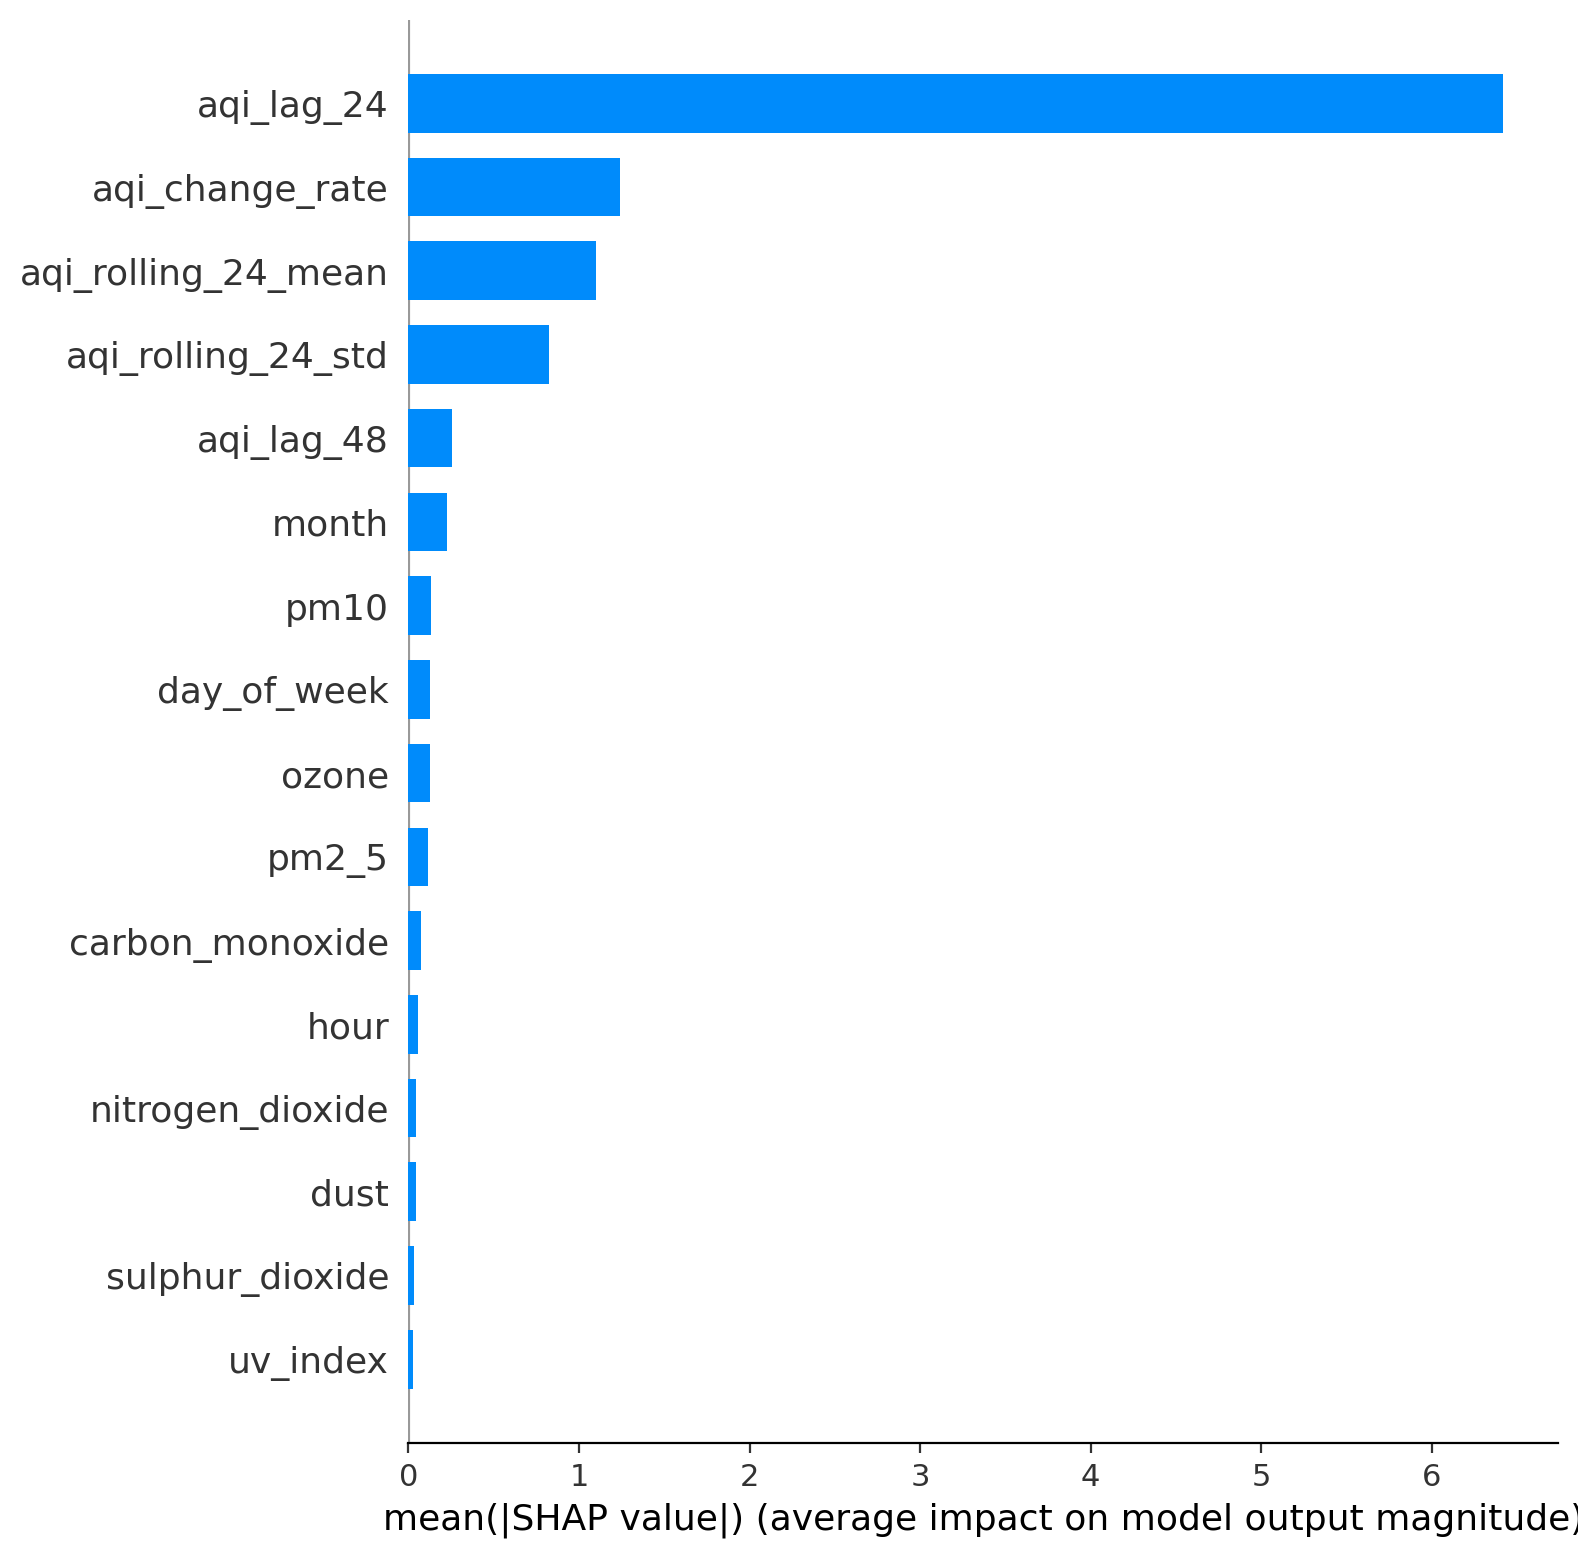 aqi_lag_24
aqi_change_rate
aqi_rolling_24_mean
aqi_rolling_24_std
aqi_lag_48
month
pm10
day_of_week
ozone
pm2_5
carbon_monoxide
hour
nitrogen_dioxide
dust
sulphur_dioxide
uv_index
0 1 2 3 4 5 6
mean(|SHAP value|) (average impact on model output magnitude)